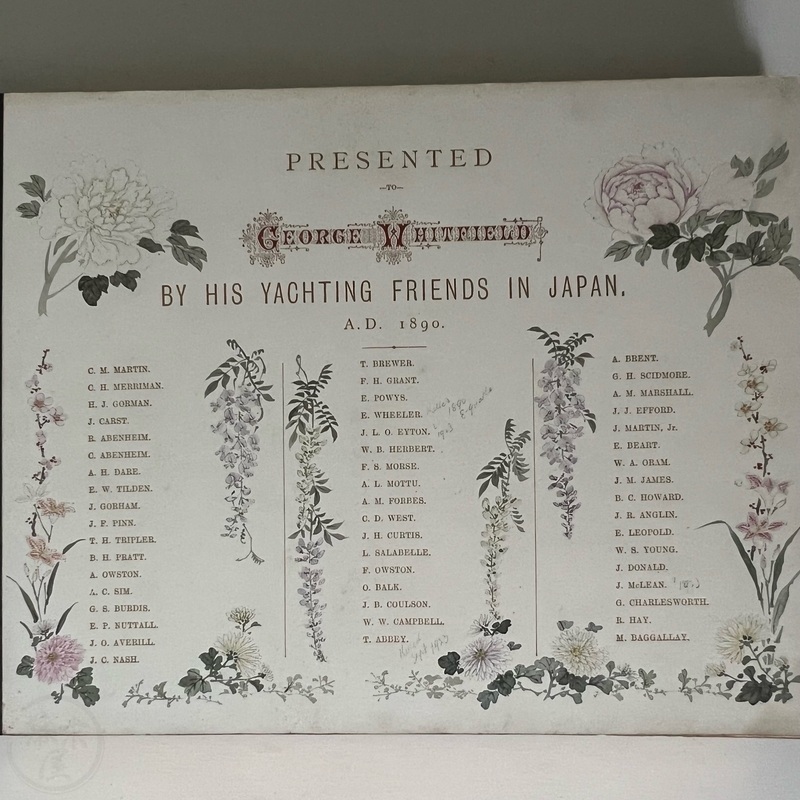 PRESENTED
—TO—
GEORGE WHITFIELD
BY HIS YACHTING FRIENDS IN JAPAN.
A.D. 1890.
C. M. MARTIN.
C. H. MERRIMAN.
H. J. GORMAN.
J. CARST.
R. ABENHEIM.
C. ABENHEIM.
A. H. DARE.
E. W. TILDEN.
J. GORHAM.
J. F. PINN.
T. H. TRIPLER.
B. H. PRATT.
A. OWSTON.
A. C. SIM.
G. S. BURDIS.
E. P. NUTTALL.
J. O. AVERILL.
J. C. NASH.
T. BREWER.
F. H. GRANT.
E. POWYS.
E. WHEELER. 1890
J. L. O. EYTON. 1903
W. B. HERBERT.
F. S. MORSE.
A. L. MOTTU.
A. M. FORBES.
C. D. WEST.
J. H. CURTIS.
L. SALABELLE.
F. OWSTON.
O. BALK.
J. B. COULSON.
W. W. CAMPBELL.
T. ABBEY.
A. BRENT.
G. H. SCIDMORE.
A. M. MARSHALL.
J. J. EFFORD.
J. MARTIN, Jr.
E. BEART.
W. A. ORAM.
J. M. JAMES.
B. C. HOWARD.
J. R. ANGLIN.
E. LEOPOLD.
W. S. YOUNG.
J. DONALD.
J. McLEAN.
G. CHARLESWORTH.
R. HAY.
M. BAGGALLAY.